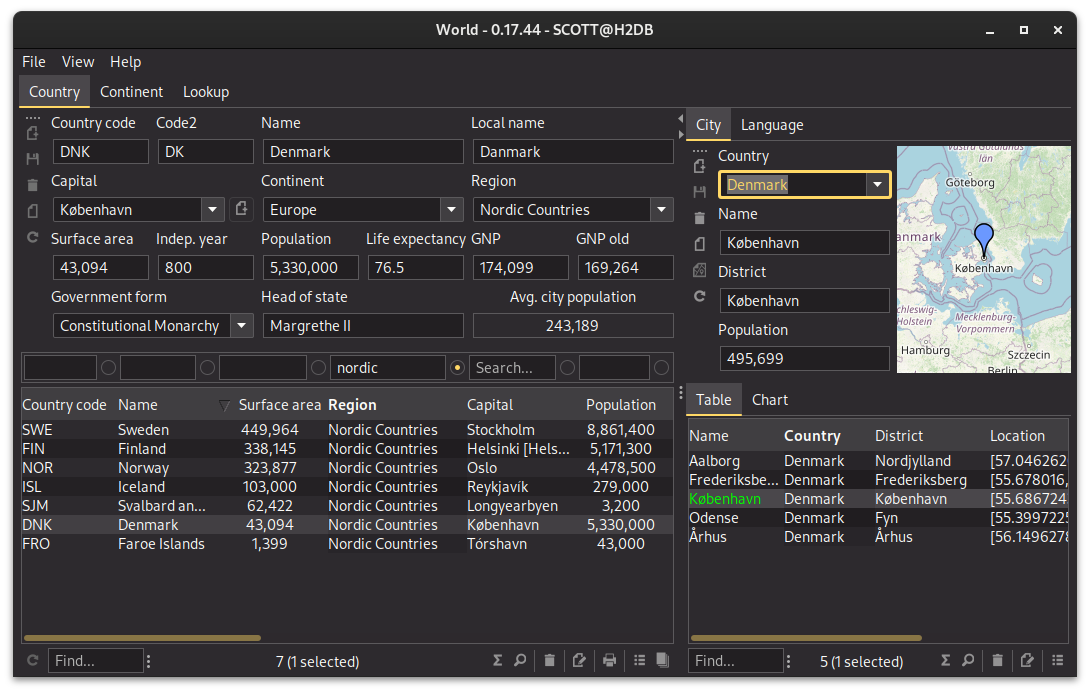 World - 0.17.44 - SCOTT@H2DB
File View Help
Country Continent Lookup
Country code Code2 Name Local name
DNK DK Denmark Danmark
Capital Continent Region
København Europe Nordic Countries
Surface area Indep. year Population Life expectancy GNP GNP old
43,094 800 5,330,000 76.5 174,099 169,264
Government form Head of state Avg. city population
Constitutional Monarchy Margrethe II 243,189
nordic Search...
Country code Name Surface area Region Capital Population
SWE Sweden 449,964 Nordic Countries Stockholm 8,861,400
FIN Finland 338,145 Nordic Countries Helsinki [Hels... 5,171,300
NOR Norway 323,877 Nordic Countries Oslo 4,478,500
ISL Iceland 103,000 Nordic Countries Reykjavík 279,000
SJM Svalbard an... 62,422 Nordic Countries Longyearbyen 3,200
DNK Denmark 43,094 Nordic Countries København 5,330,000
FRO Faroe Islands 1,399 Nordic Countries Tórshavn 43,000
Find... 7 (1 selected) Σ
City Language
Country
Denmark
Name
København
District
København
Population
495,699
län
Göteborg
anmark
København
Schleswig-
Holstein
Mecklenburg-
Vorpommern
Hamburg
Szczecin
Berlin
Table Chart
Name Country District Location
Aalborg Denmark Nordjylland [57.046262
Frederiksbe... Denmark Frederiksberg [55.678016,
København Denmark København [55.686724
Odense Denmark Fyn [55.3997225
Århus Denmark Århus [56.1496278
Find... 5 (1 selected) Σ